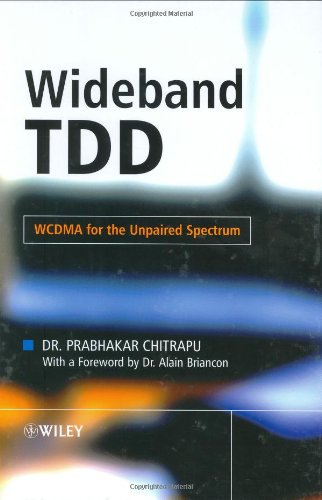 Wideband
TDD
WCDMA for the Unpaired Spectrum
DR. PRABHAKAR CHITRAPU
With a Foreword by Dr. Alain Briancon
WILEY